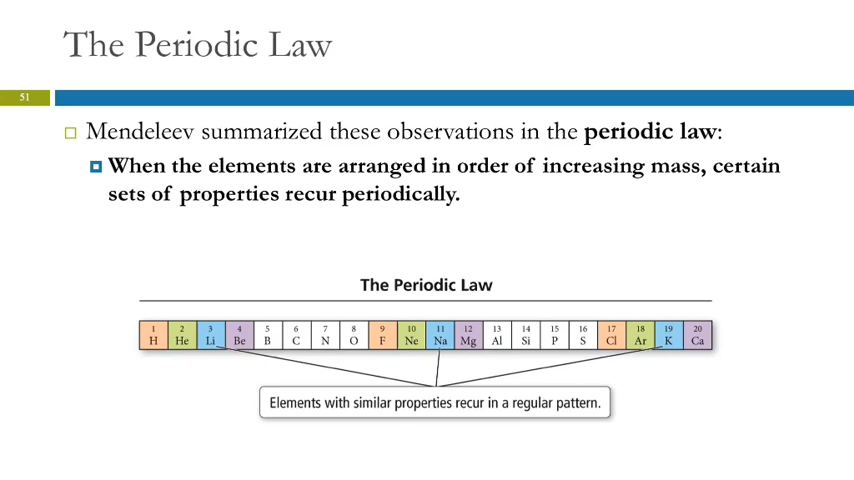 The Periodic Law
51
Mendeleev summarized these observations in the periodic law:
When the elements are arranged in order of increasing mass, certain
sets of properties recur periodically.
The Periodic Law
1 2 3 4 5 6 7 8 9 10 11 12 13 14 15 16 17 18 19 20
H He Li Be B C N O F Ne Na Mg Al Si P S Cl Ar K Ca
Elements with similar properties recur in a regular pattern.